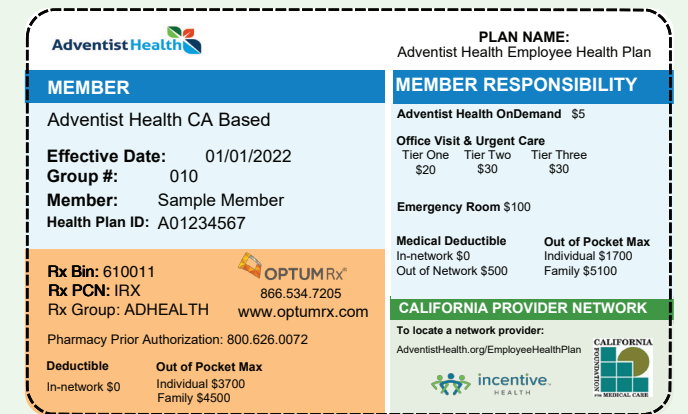 Adventist Health
PLAN NAME:
Adventist Health Employee Health Plan
MEMBER
Adventist Health CA Based
Effective Date: 01/01/2022
Group #: 010
Member: Sample Member
Health Plan ID: A01234567
Rx Bin: 610011
Rx PCN: IRX
Rx Group: ADHEALTH
OPTUMRx®
866.534.7205
www.optumrx.com
Pharmacy Prior Authorization: 800.626.0072
Deductible
In-network $0
Out of Pocket Max
Individual $3700
Family $4500
MEMBER RESPONSIBILITY
Adventist Health OnDemand $5
Office Visit & Urgent Care
Tier One Tier Two Tier Three
$20 $30 $30
Emergency Room $100
Medical Deductible
In-network $0
Out of Network $500
Out of Pocket Max
Individual $1700
Family $5100
CALIFORNIA PROVIDER NETWORK
To locate a network provider:
AdventistHealth.org/EmployeeHealthPlan
incentive
HEALTH
CALIFORNIA
FOUNDATION
FOR MEDICAL CARE